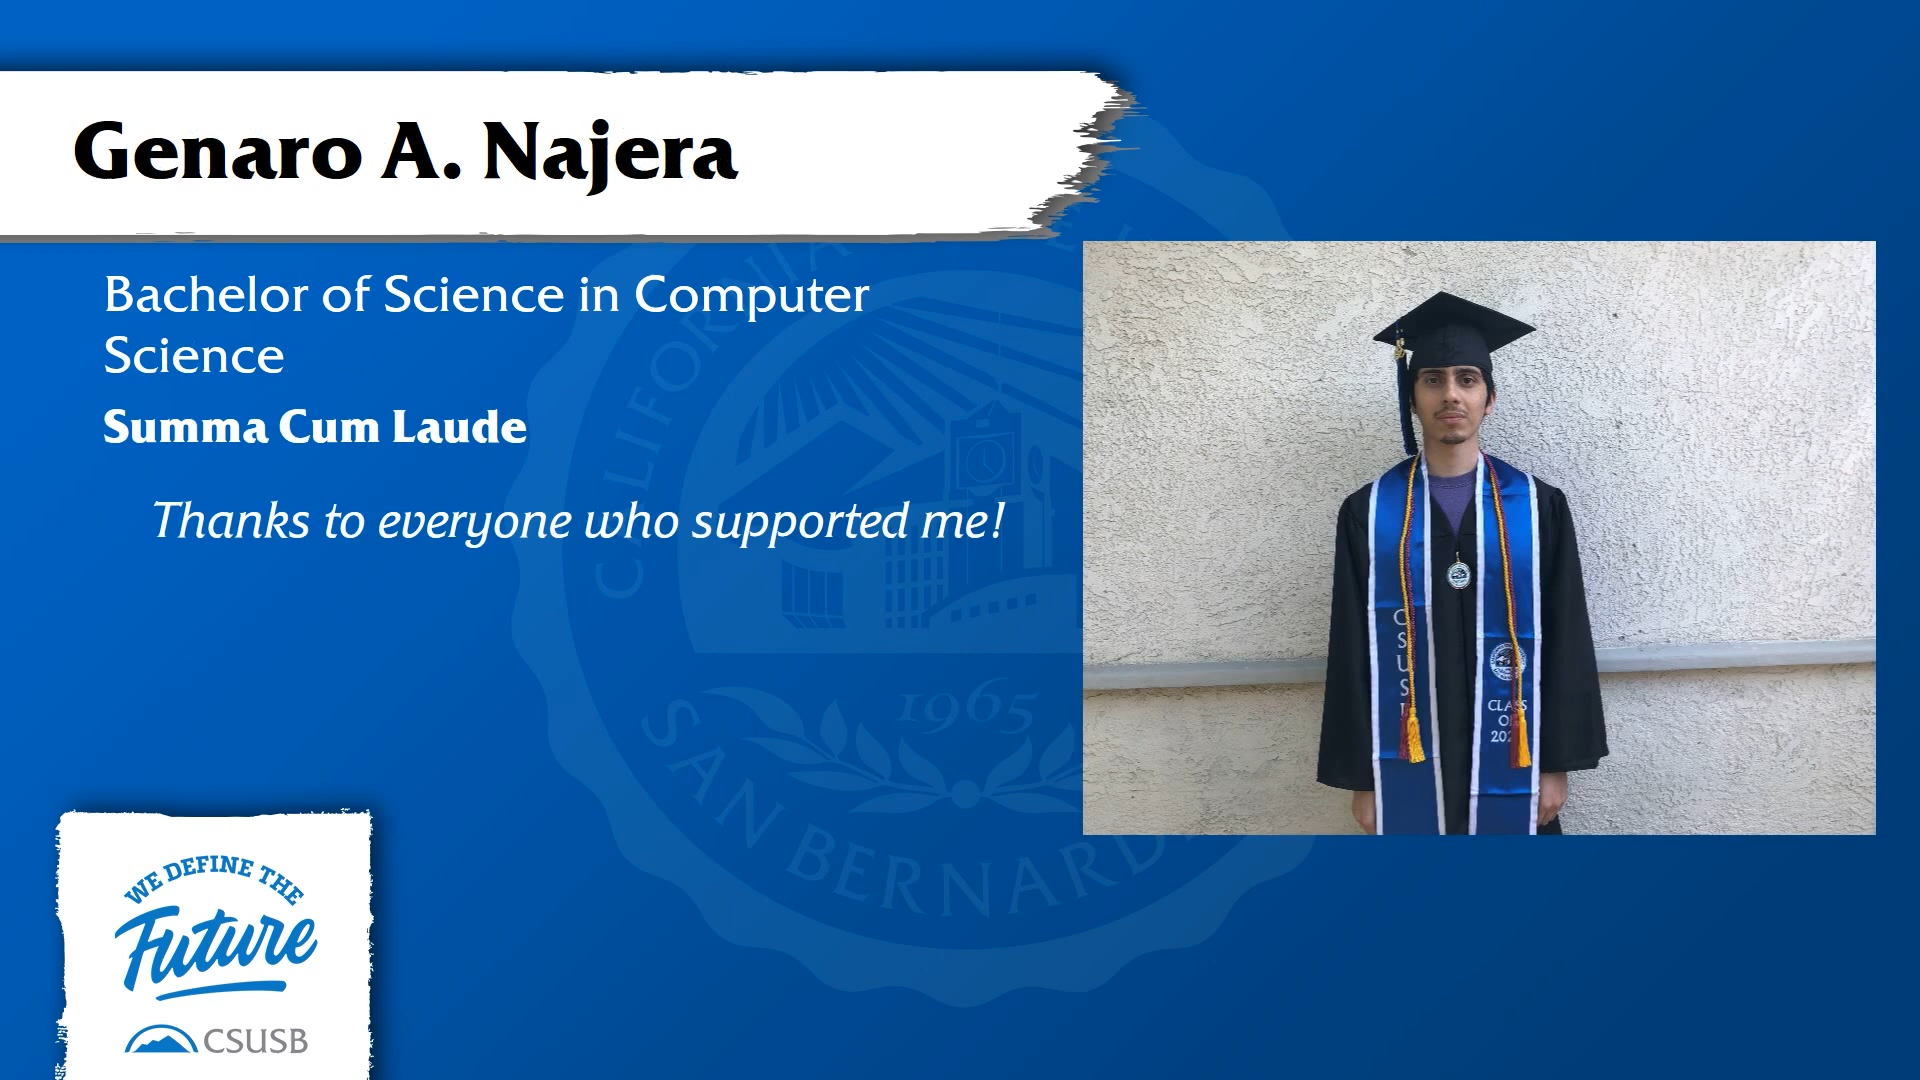 Genaro A. Najera
Bachelor of Science in Computer
Science
Summa Cum Laude
Thanks to everyone who supported me!
CALIFORNIA
1965
SAN BERNARD
CLASS
WE DEFINE THE
Future
CSUSB